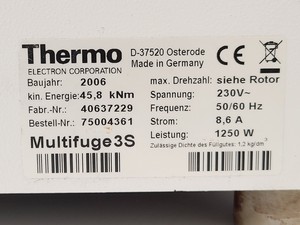 Thermo
ELECTRON CORPORATION
D-37520 Osterode
Made in Germany
CE
Baujahr: 2006
max. Drehzahl: siehe Rotor
kin. Energie: 45,8 kNm
Spannung: 230V~
Fabr.-Nr.: 40637229
Frequenz: 50/60 Hz
Bestell-Nr.: 75004361
Strom: 8,6 A
Leistung: 1250 W
Multifuge3S
Zulässige Dichte des Füllgutes: 1,2 kg/dm³